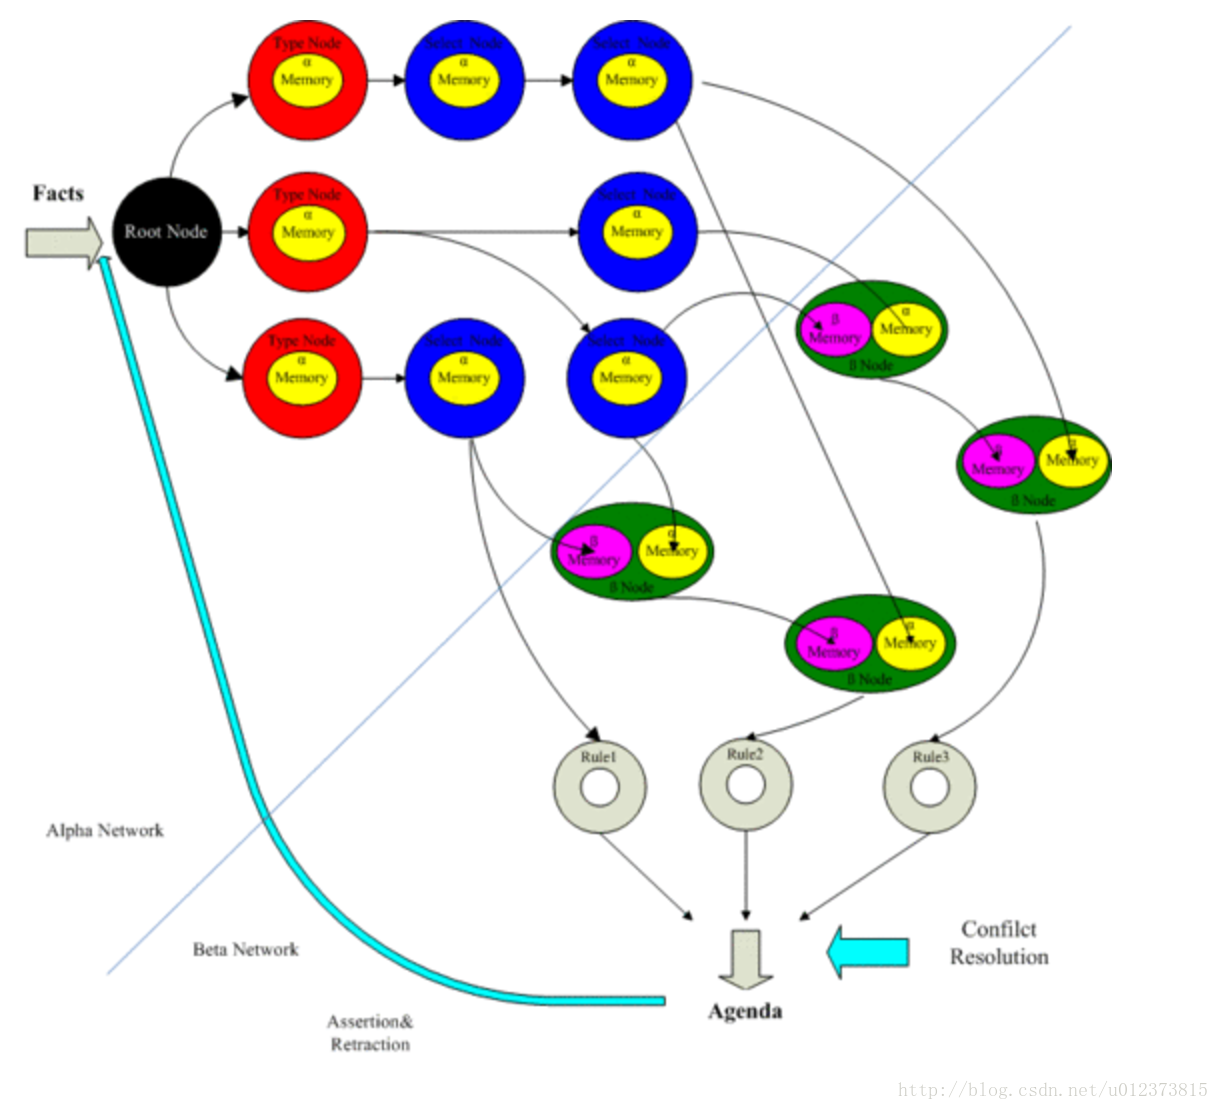 Type Node
α
Memory
Select Node
α
Memory
Select Node
α
Memory
Facts
Root Node
Type Node
α
Memory
Select Node
α
Memory
Type Node
α
Memory
Select Node
α
Memory
Select Node
α
Memory
β
Memory
α
Memory
β Node
β
Memory
α
Memory
β Node
β
Memory
α
Memory
β Node
β
Memory
α
Memory
β Node
Rule1
Rule2
Rule3
Alpha Network
Beta Network
Confilct
Resolution
Agenda
Assertion&
Retraction
http://blog.csdn.net/u012373815